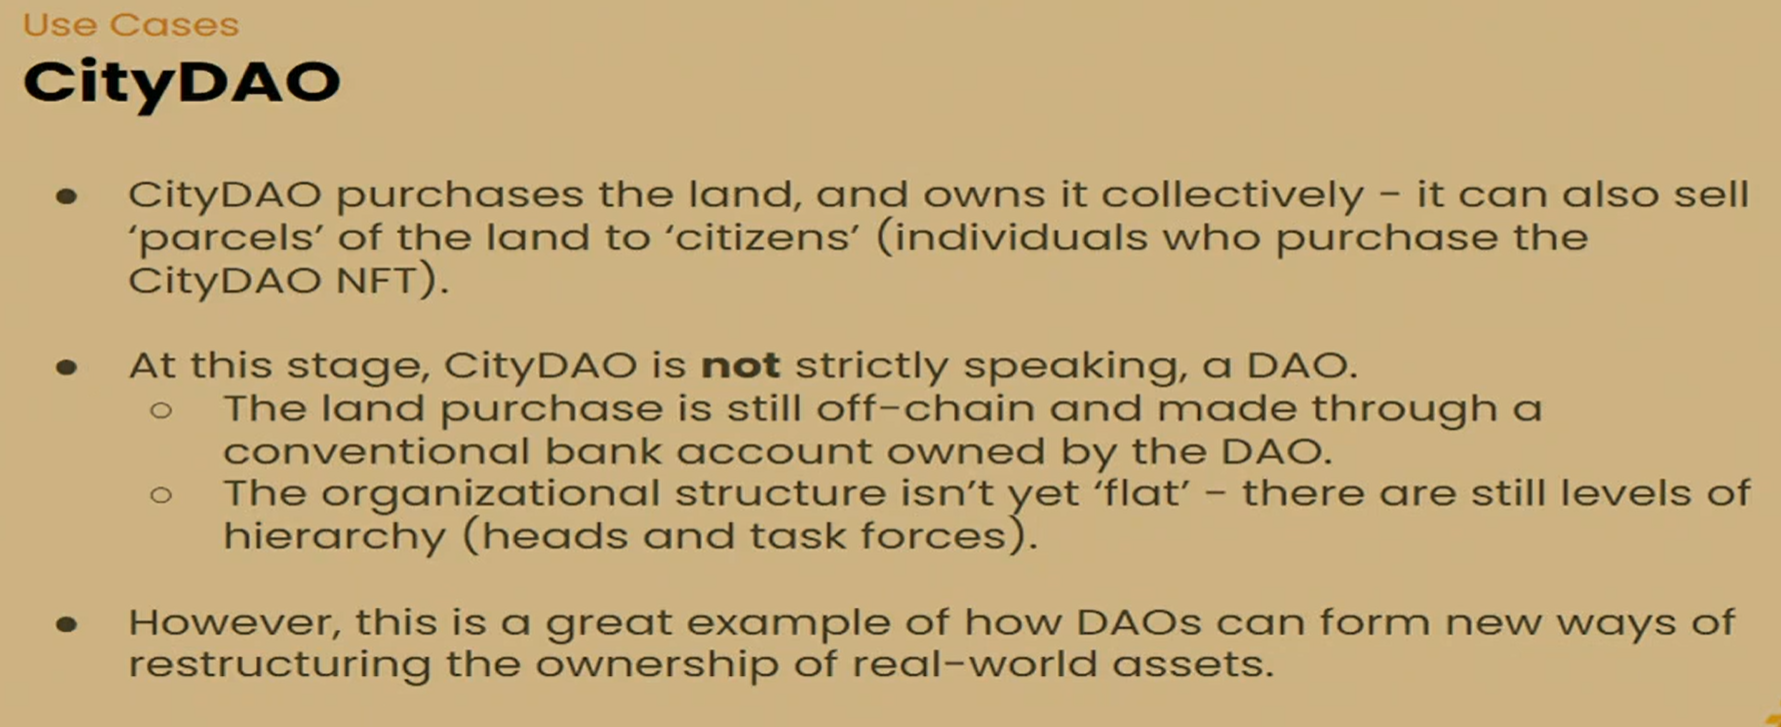 Use Cases
CityDAO
● CityDAO purchases the land, and owns it collectively – it can also sell
‘parcels’ of the land to ‘citizens’ (individuals who purchase the
CityDAO NFT).
● At this stage, CityDAO is not strictly speaking, a DAO.
○ The land purchase is still off-chain and made through a
conventional bank account owned by the DAO.
○ The organizational structure isn’t yet ‘flat’ – there are still levels of
hierarchy (heads and task forces).
● However, this is a great example of how DAOs can form new ways of
restructuring the ownership of real-world assets.